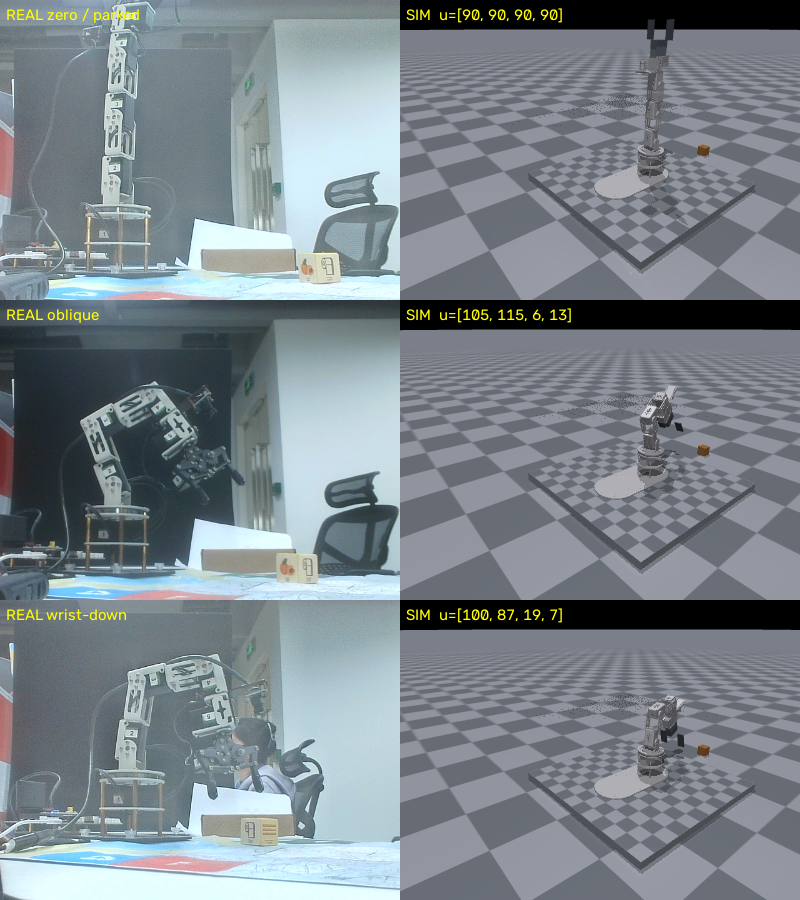 REAL zero / parked
SIM u=[90, 90, 90, 90]
REAL oblique
SIM u=[105, 115, 6, 13]
REAL wrist-down
SIM u=[100, 87, 19, 7]